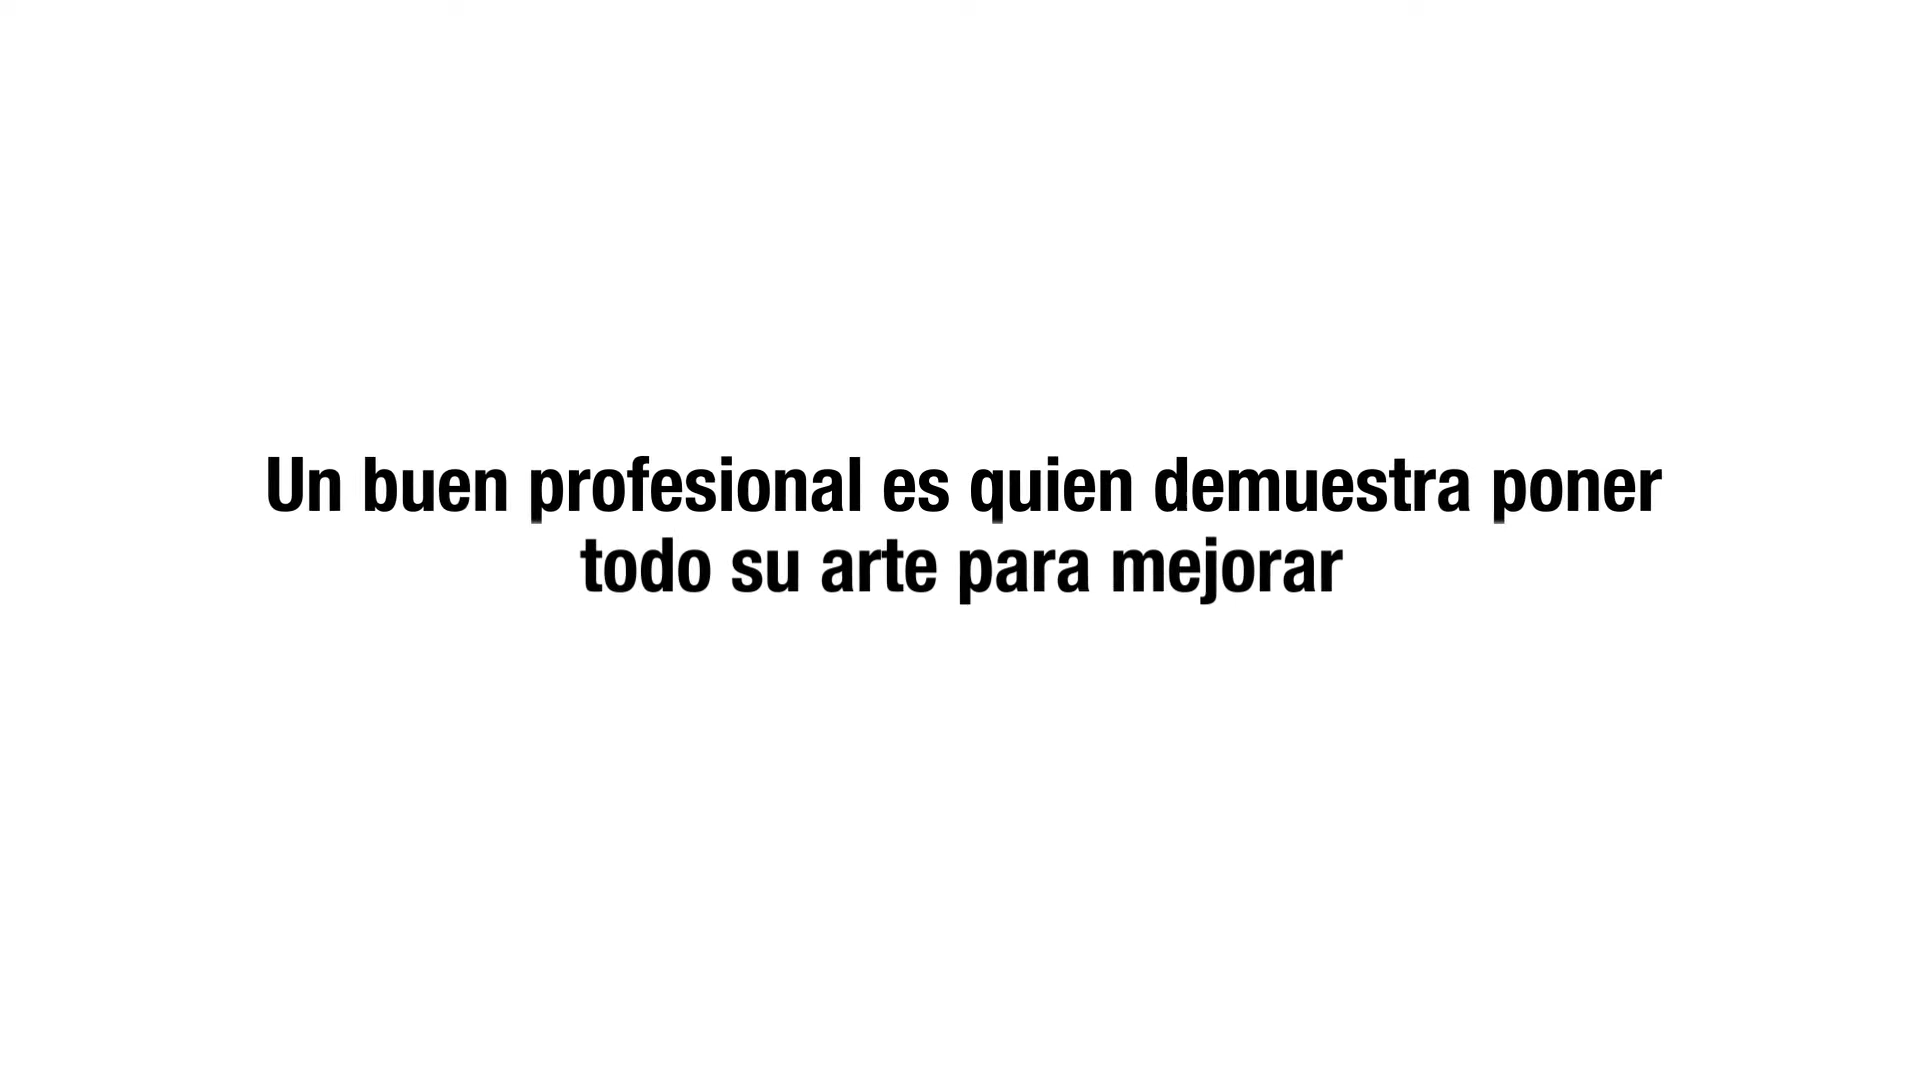 Un buen profesional es quien demuestra poner
todo su arte para mejorar